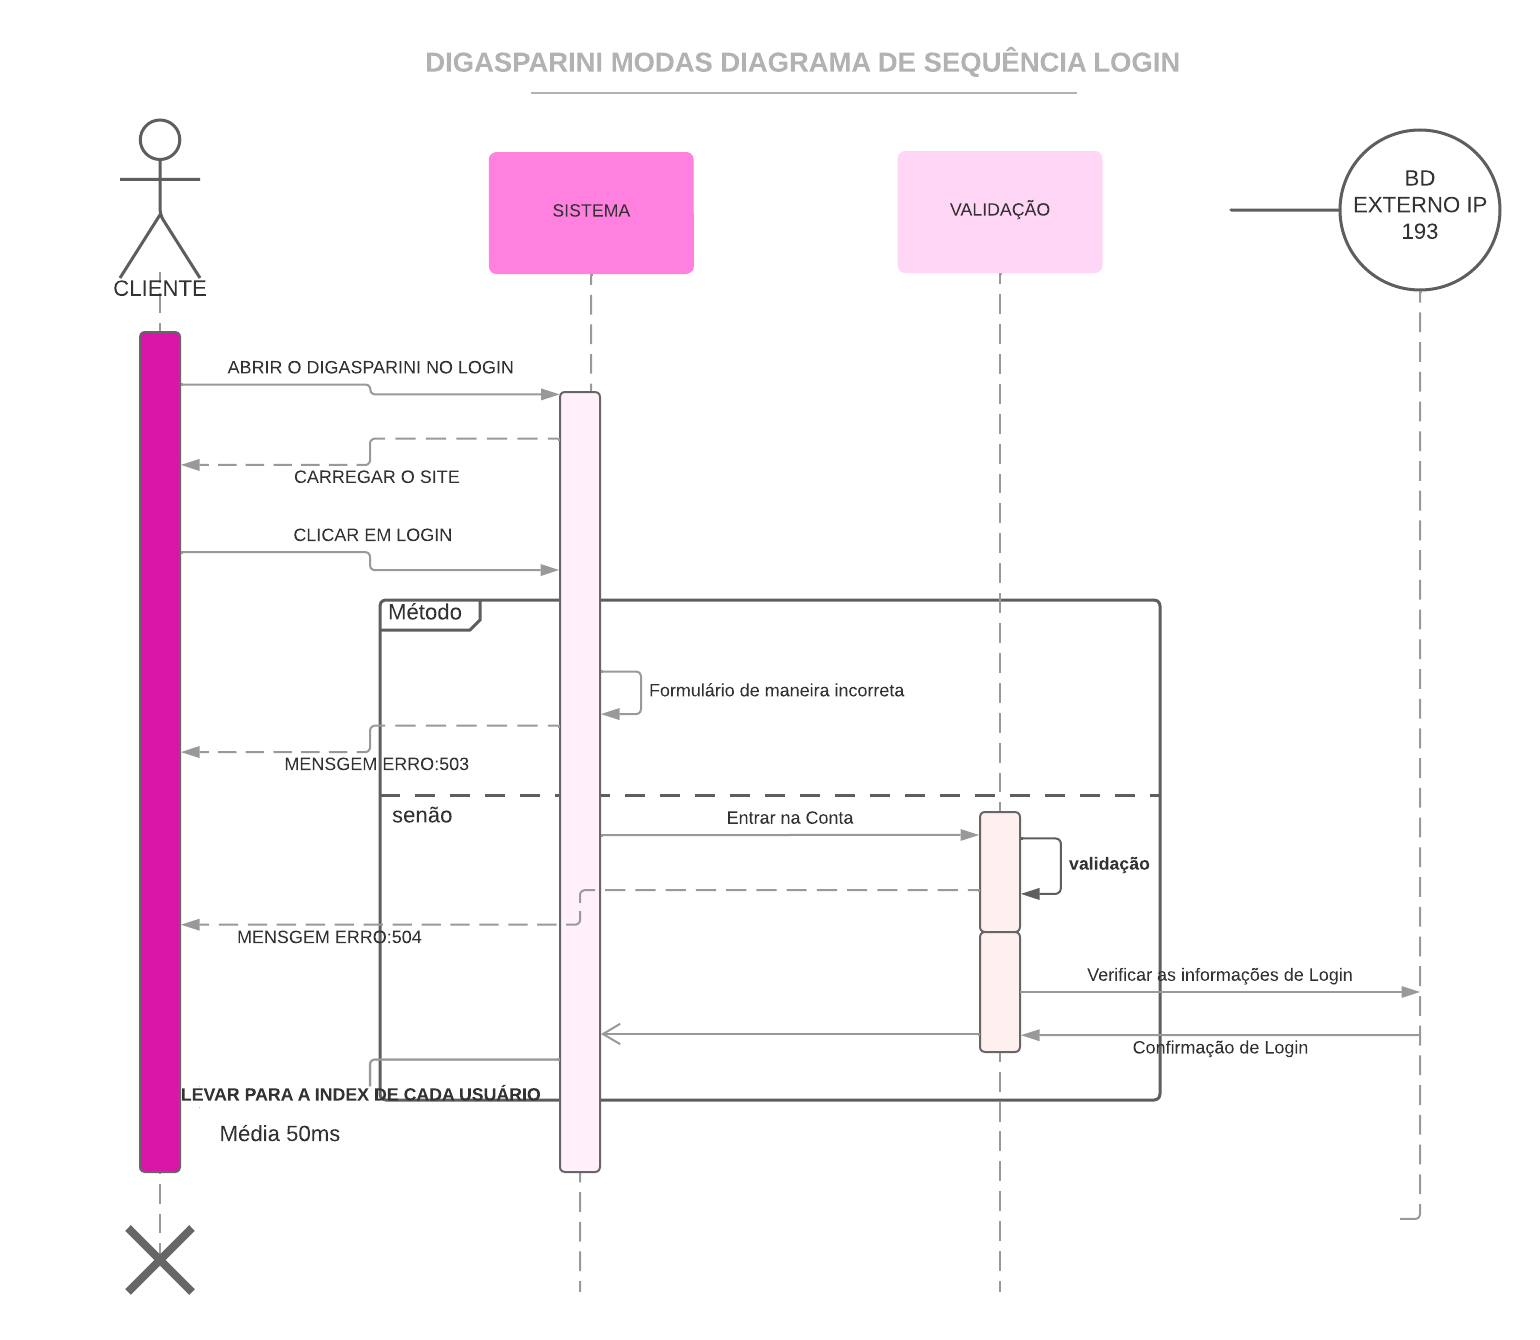 DIGASPARINI MODAS DIAGRAMA DE SEQUÊNCIA LOGIN
CLIENTE
SISTEMA
VALIDAÇÃO
BD
EXTERNO IP
193
ABRIR O DIGASPARINI NO LOGIN
CARREGAR O SITE
CLICAR EM LOGIN
Método
Formulário de maneira incorreta
MENSGEM ERRO:503
senão
Entrar na Conta
validação
MENSGEM ERRO:504
Verificar as informações de Login
Confirmação de Login
LEVAR PARA A INDEX DE CADA USUÁRIO
Média 50ms